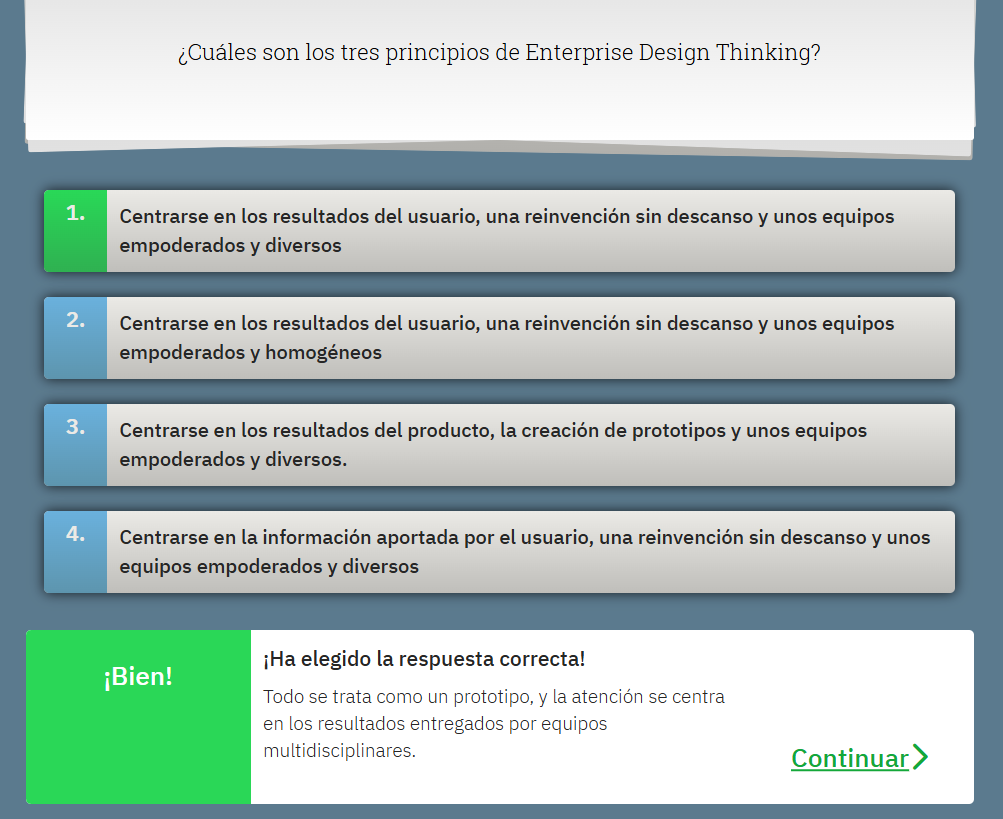 ¿Cuáles son los tres principios de Enterprise Design Thinking?
1.
Centrarse en los resultados del usuario, una reinvención sin descanso y unos equipos
empoderados y diversos
2.
Centrarse en los resultados del usuario, una reinvención sin descanso y unos equipos
empoderados y homogéneos
3.
Centrarse en los resultados del producto, la creación de prototipos y unos equipos
empoderados y diversos.
4.
Centrarse en la información aportada por el usuario, una reinvención sin descanso y unos
equipos empoderados y diversos
¡Bien!
¡Ha elegido la respuesta correcta!
Todo se trata como un prototipo, y la atención se centra
en los resultados entregados por equipos
multidisciplinares.
Continuar